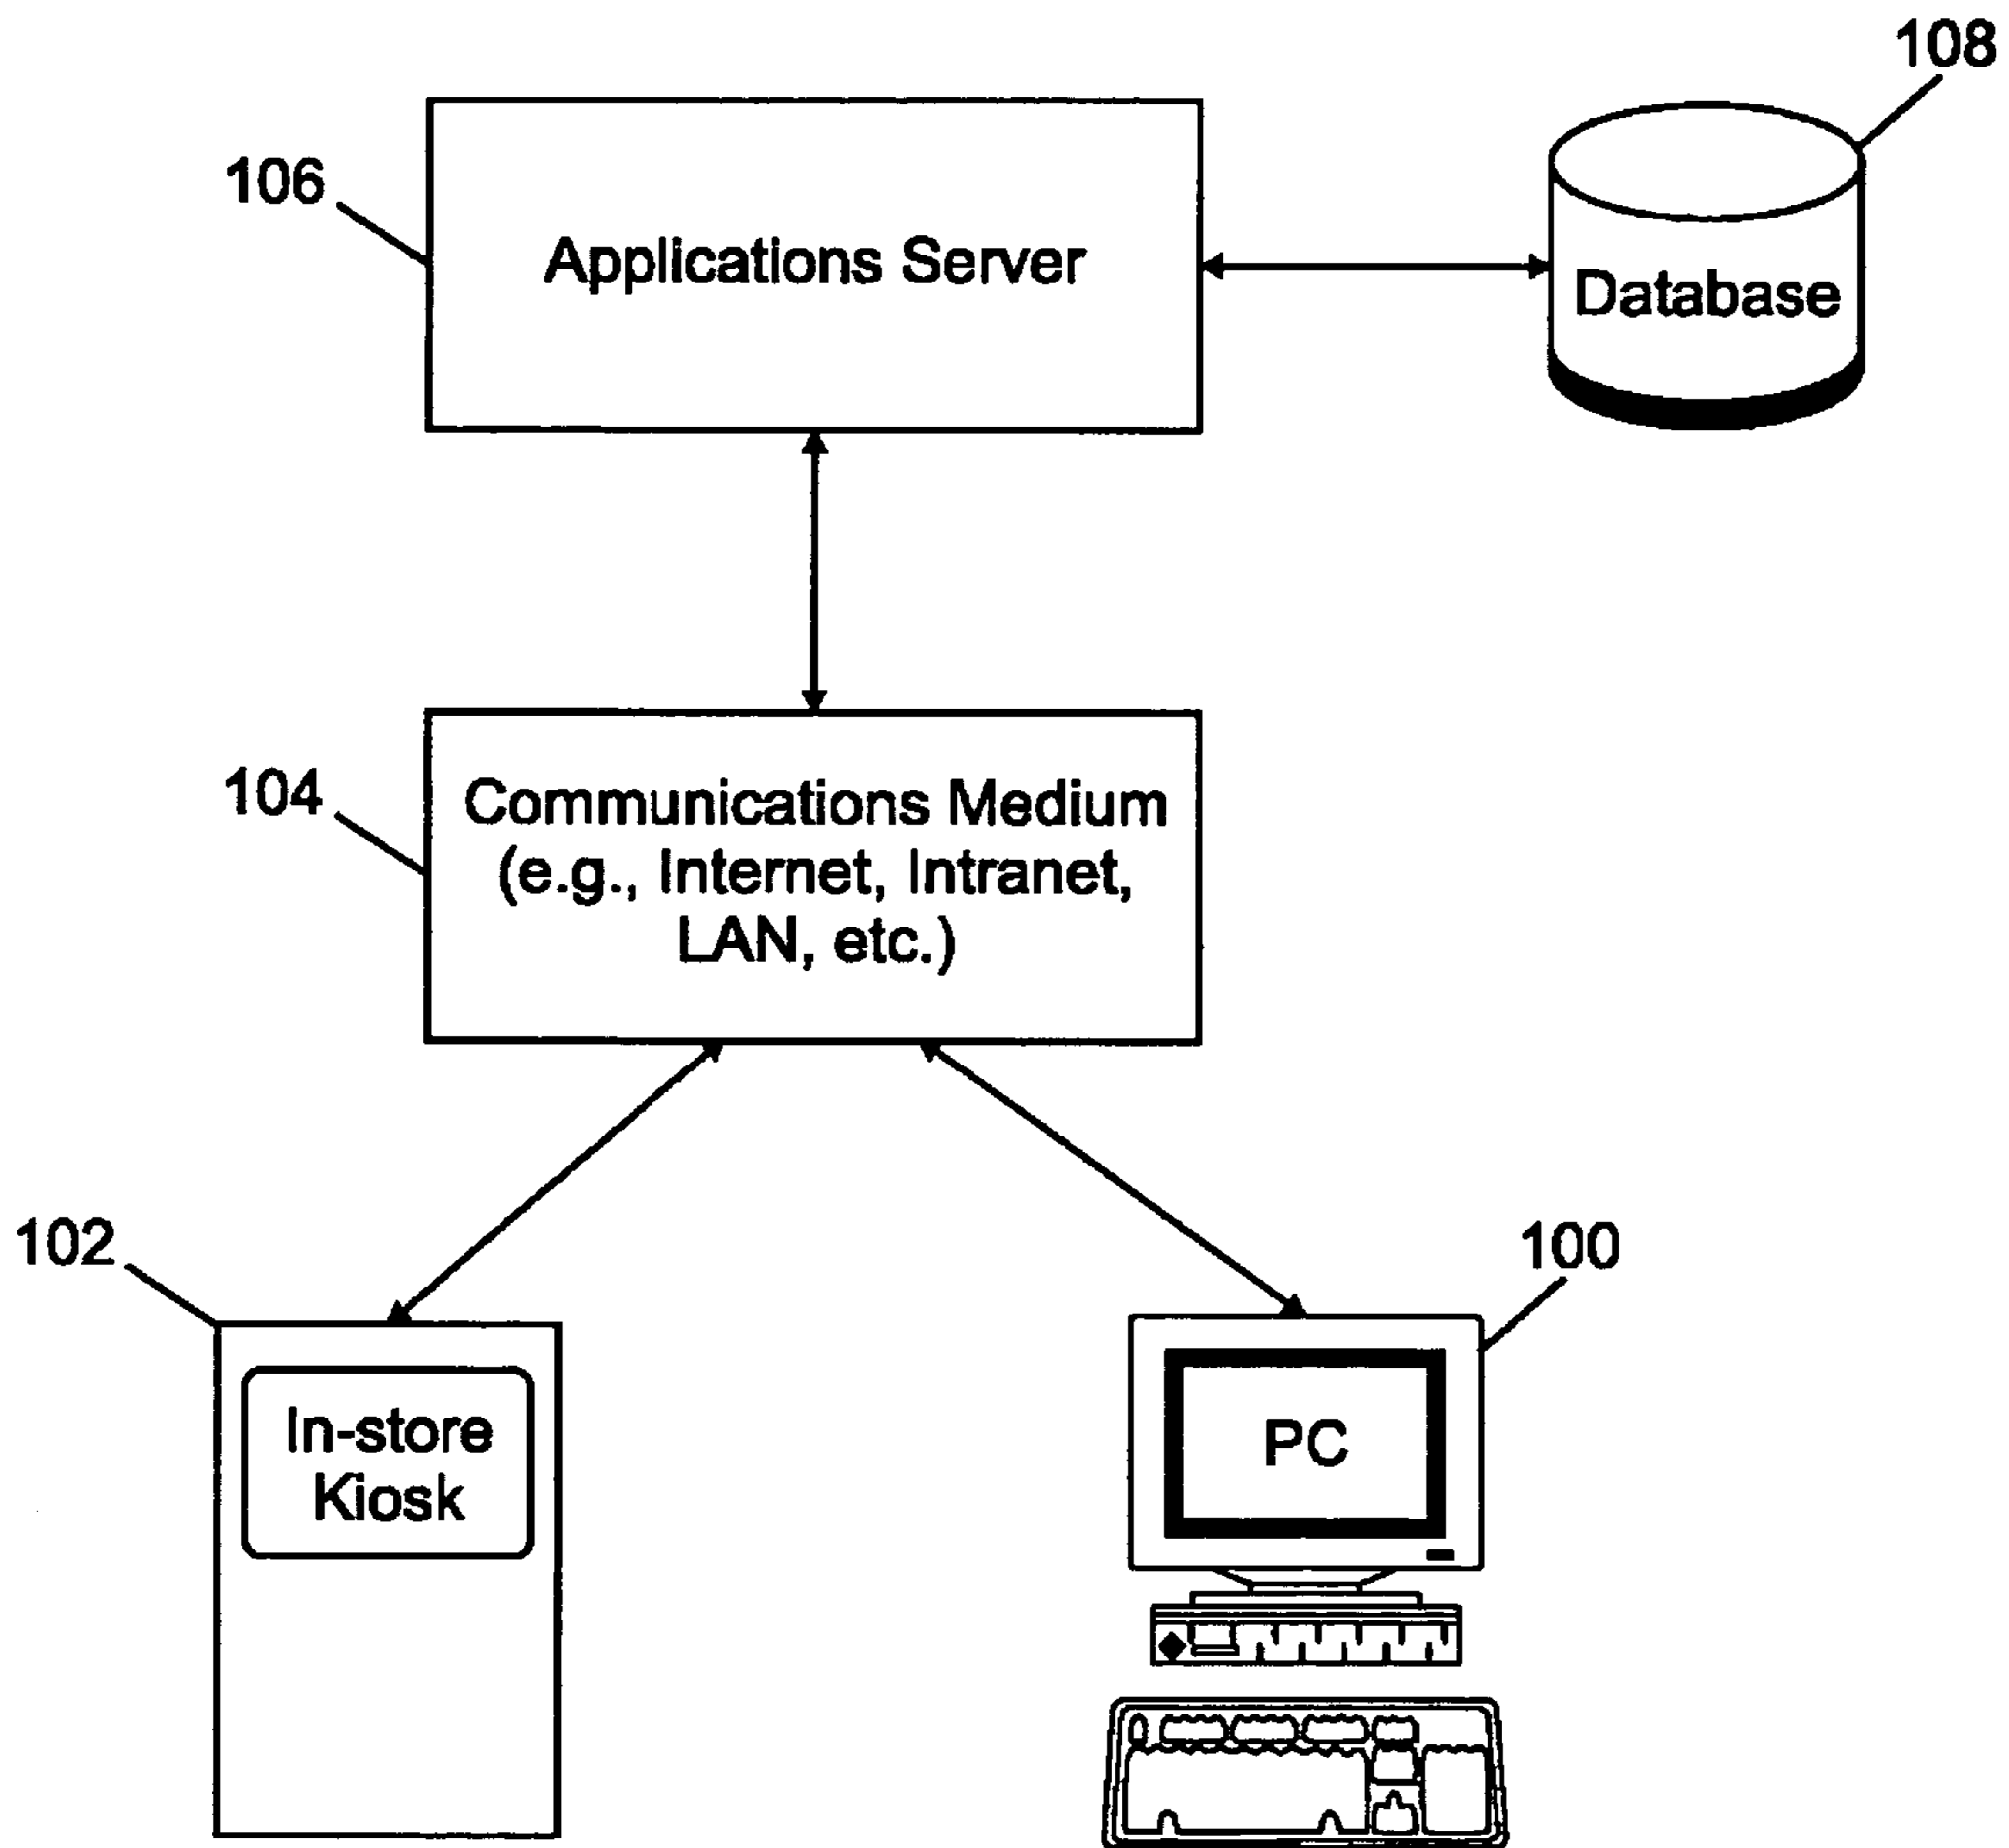 108
106
Applications Server
Database
104
Communications Medium
(e.g., Internet, Intranet,
LAN, etc.)
102
100
In-store
Kiosk
PC